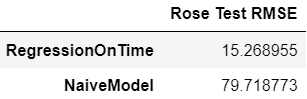 Rose Test RMSE
RegressionOnTime 15.268955
NaiveModel 79.718773